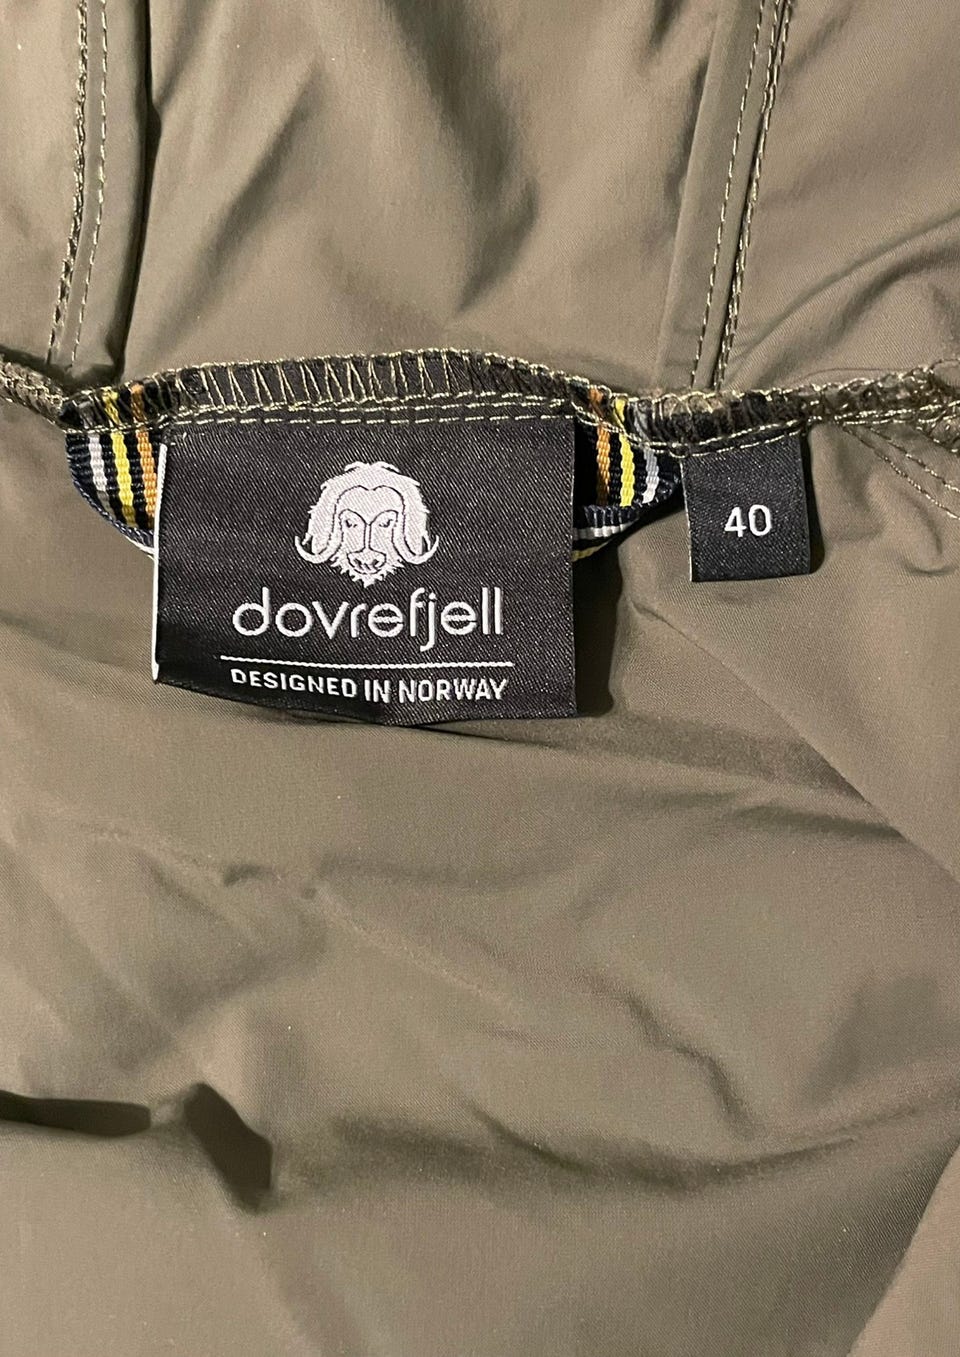 dovrefjell
DESIGNED IN NORWAY
40